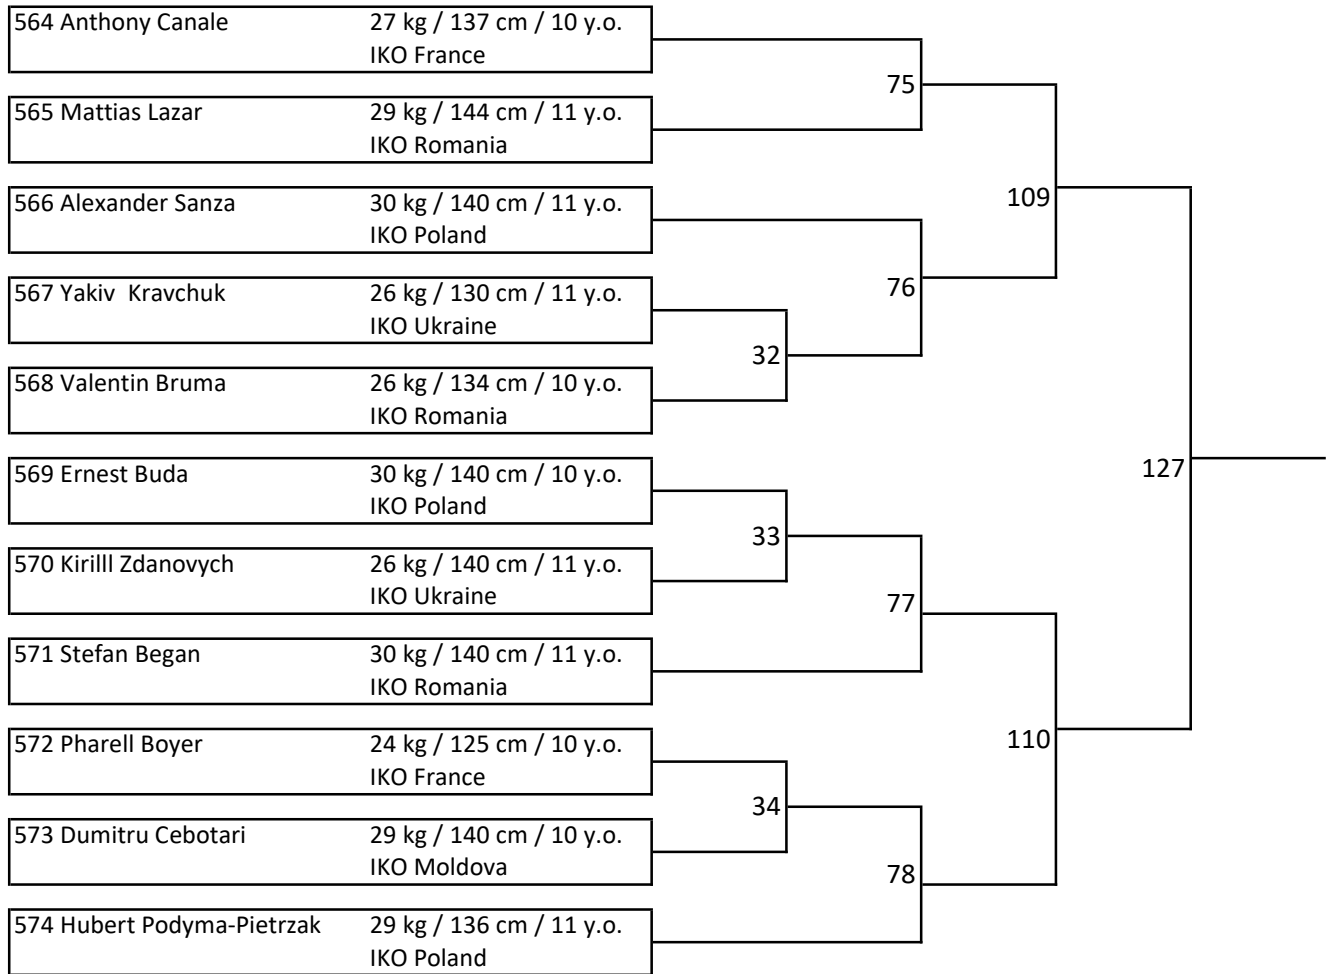 564 Anthony Canale 27 kg / 137 cm / 10 y.o.
IKO France
75
565 Mattias Lazar 29 kg / 144 cm / 11 y.o.
IKO Romania
566 Alexander Sanza 30 kg / 140 cm / 11 y.o.
109
IKO Poland
567 Yakiv  Kravchuk 26 kg / 130 cm / 11 y.o.
76
IKO Ukraine
32
568 Valentin Bruma 26 kg / 134 cm / 10 y.o.
IKO Romania
569 Ernest Buda 30 kg / 140 cm / 10 y.o.
127
IKO Poland
33
570 Kirilll Zdanovych 26 kg / 140 cm / 11 y.o.
IKO Ukraine
77
571 Stefan Began 30 kg / 140 cm / 11 y.o.
IKO Romania
572 Pharell Boyer 24 kg / 125 cm / 10 y.o.
110
IKO France
34
573 Dumitru Cebotari 29 kg / 140 cm / 10 y.o.
IKO Moldova
78
574 Hubert Podyma-Pietrzak 29 kg / 136 cm / 11 y.o.
IKO Poland